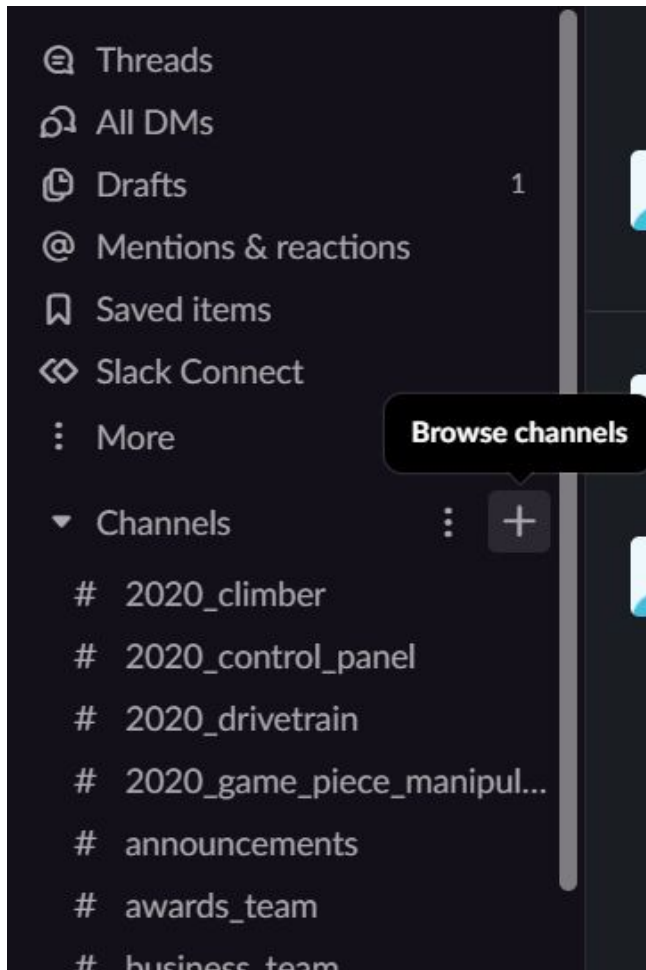 Threads
All DMs
Drafts 1
@ Mentions & reactions
Saved items
Slack Connect
More
Browse channels
Channels
# 2020_climber
# 2020_control_panel
# 2020_drivetrain
# 2020_game_piece_manipul...
# announcements
# awards_team
# business_team